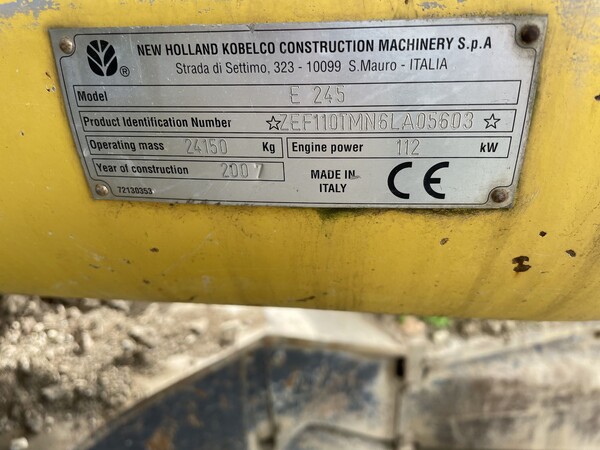 NEW HOLLAND KOBELCO CONSTRUCTION MACHINERY S.p.A
Strada di Settimo, 323 - 10099 S.Mauro - ITALIA
®
Model E 245
Product Identification Number ☆ZEF110TMN6LA05603☆
Operating mass 24150 Kg Engine power 112 kW
Year of construction 2007 MADE IN ITALY CE
72130353